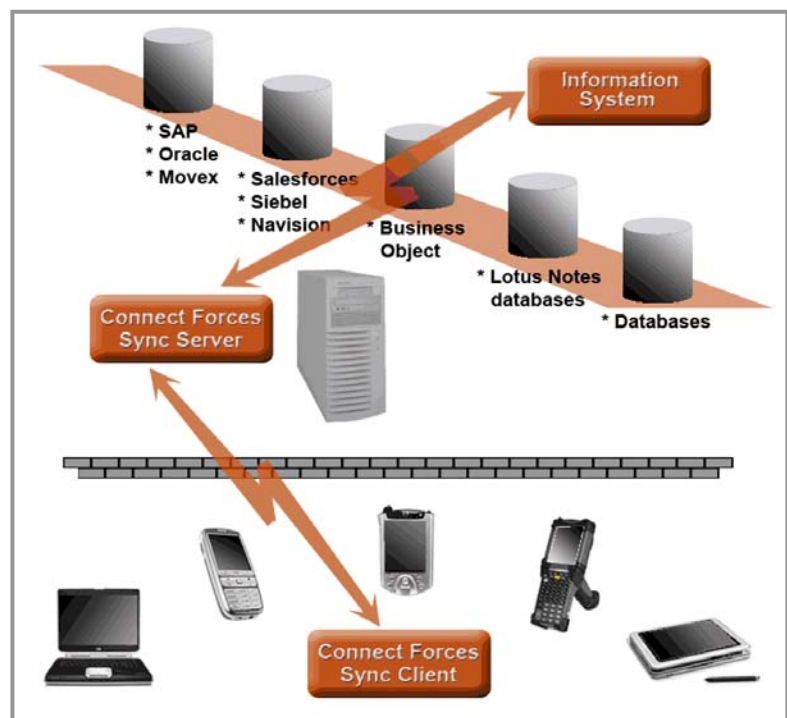 Information
System
* SAP
* Oracle
* Movex
* Salesforces
* Siebel
* Navision
* Business
Object
* Lotus Notes
databases
* Databases
Connect Forces
Sync Server
Connect Forces
Sync Client